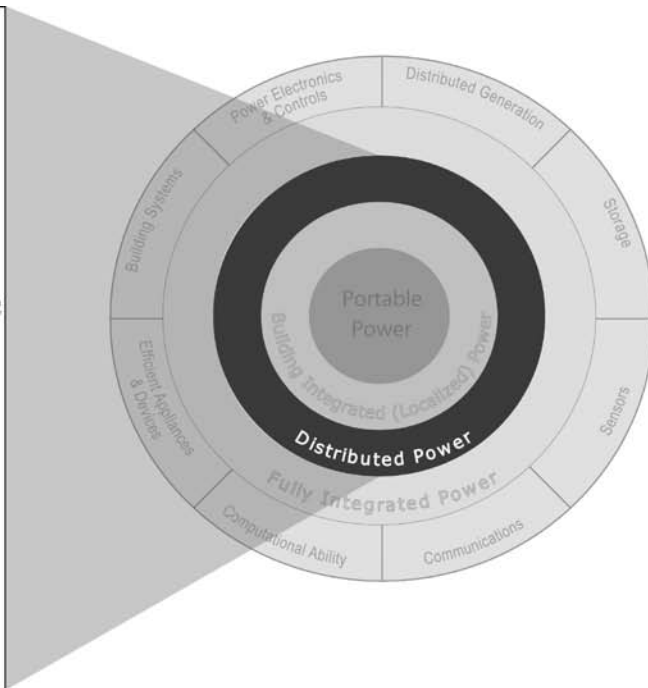 Power Electronics
& Controls
Distributed Generation
Building Systems
Storage
Portable
Power
Building Integrated (Localized) Power
Efficient Appliances
& Devices
Sensors
Distributed Power
Fully Integrated Power
Computational Ability
Communications